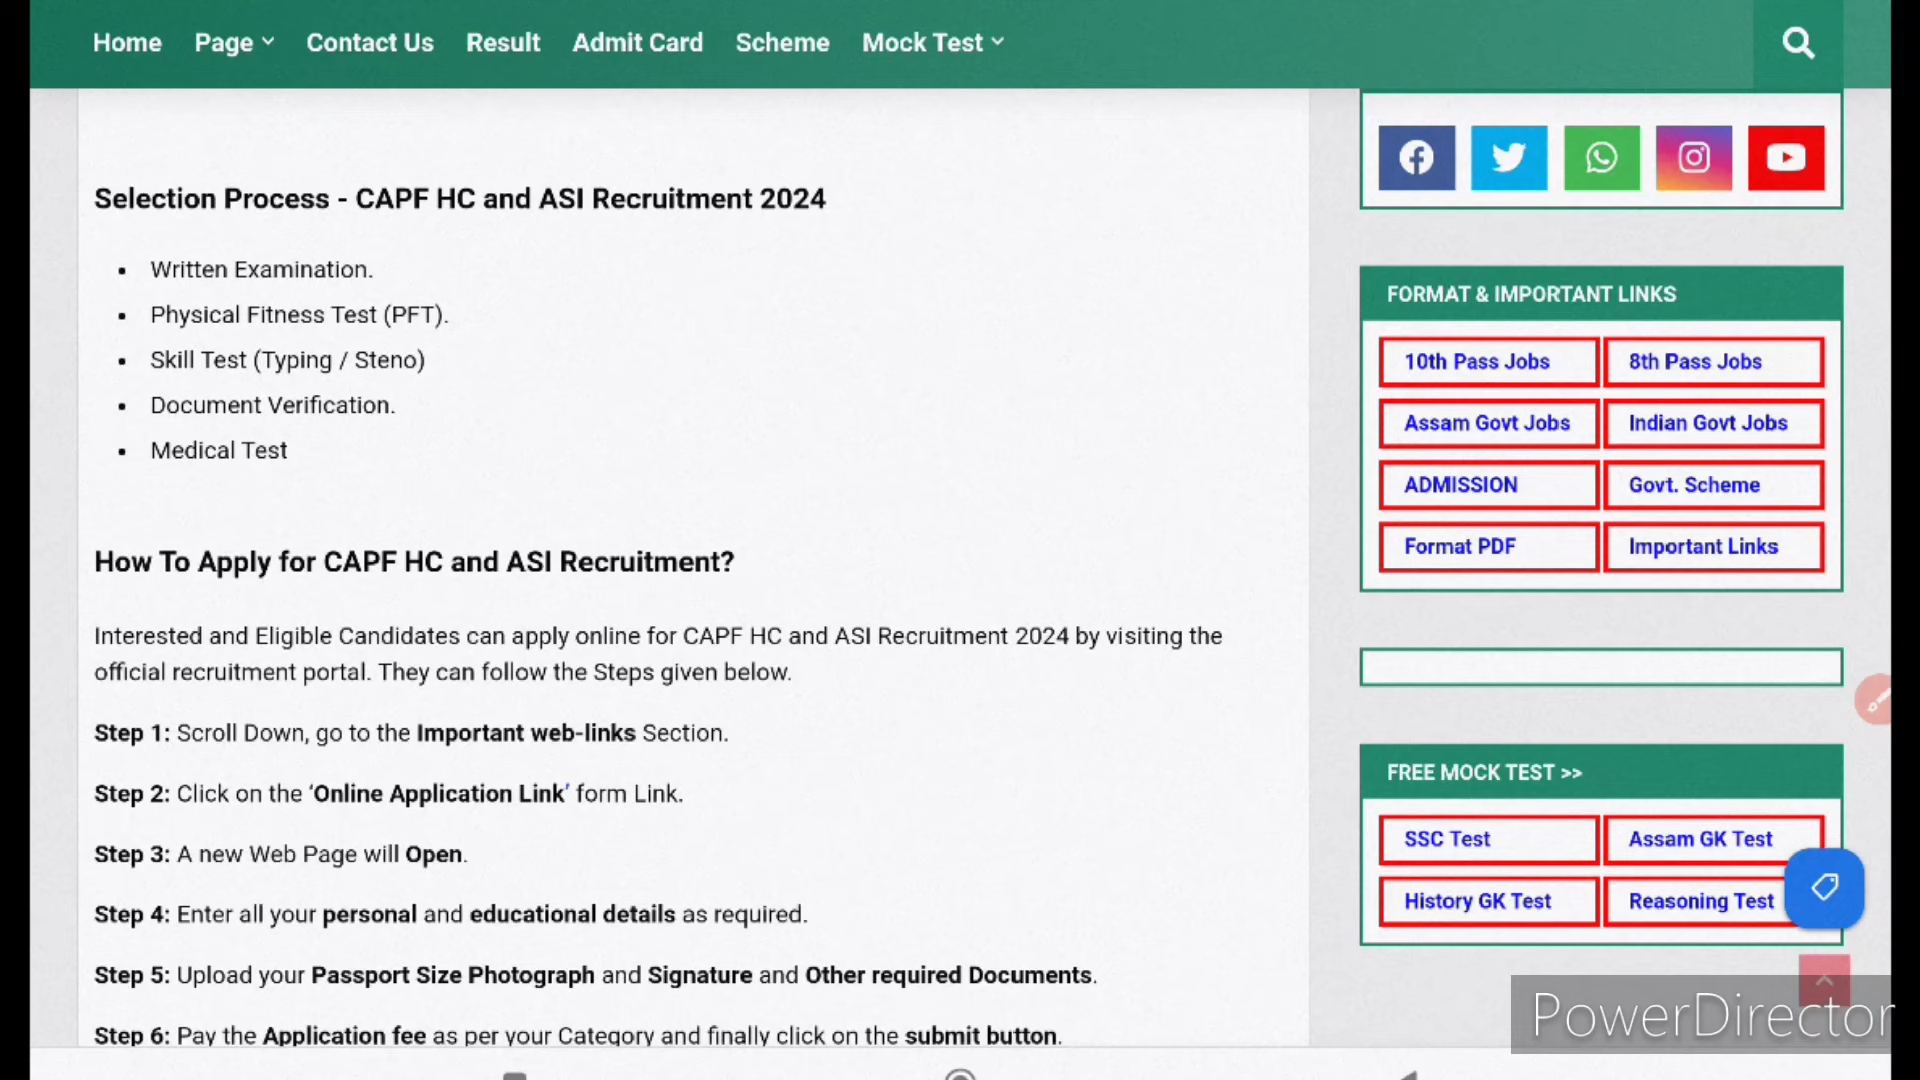 Home Page Contact Us Result Admit Card Scheme Mock Test
Selection Process - CAPF HC and ASI Recruitment 2024
• Written Examination.
• Physical Fitness Test (PFT).
• Skill Test (Typing / Steno)
• Document Verification.
• Medical Test
How To Apply for CAPF HC and ASI Recruitment?
Interested and Eligible Candidates can apply online for CAPF HC and ASI Recruitment 2024 by visiting the
official recruitment portal. They can follow the Steps given below.
Step 1: Scroll Down, go to the Important web-links Section.
Step 2: Click on the ‘Online Application Link’ form Link.
Step 3: A new Web Page will Open.
Step 4: Enter all your personal and educational details as required.
Step 5: Upload your Passport Size Photograph and Signature and Other required Documents.
Step 6: Pay the Application fee as per your Category and finally click on the submit button.
FORMAT & IMPORTANT LINKS
10th Pass Jobs 8th Pass Jobs
Assam Govt Jobs Indian Govt Jobs
ADMISSION Govt. Scheme
Format PDF Important Links
FREE MOCK TEST >>
SSC Test Assam GK Test
History GK Test Reasoning Test
PowerDirector